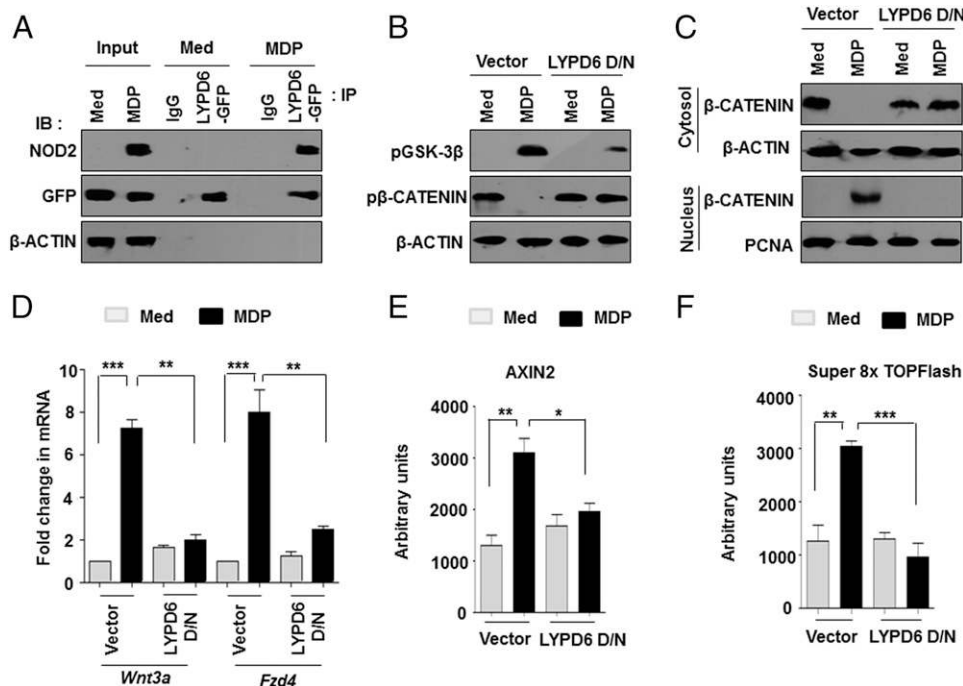 A
Input Med MDP
Med MDP IgG LYPD6 -GFP IgG LYPD6 -GFP : IP
IB :
NOD2
GFP
β-ACTIN
B
Vector LYPD6 D/N
Med MDP Med MDP
pGSK-3β
pβ-CATENIN
β-ACTIN
C
Vector LYPD6 D/N
Med MDP Med MDP
Cytosol
β-CATENIN
β-ACTIN
Nucleus
β-CATENIN
PCNA
D
Med MDP
Fold change in mRNA
10
8
6
4
2
0
*** ** *** **
Vector LYPD6 D/N Vector LYPD6 D/N
Wnt3a Fzd4
E
Med MDP
AXIN2
Arbitrary units
4000
3000
2000
1000
0
** *
Vector LYPD6 D/N
F
Med MDP
Super 8x TOPFlash
Arbitrary units
4000
3000
2000
1000
0
** ***
Vector LYPD6 D/N